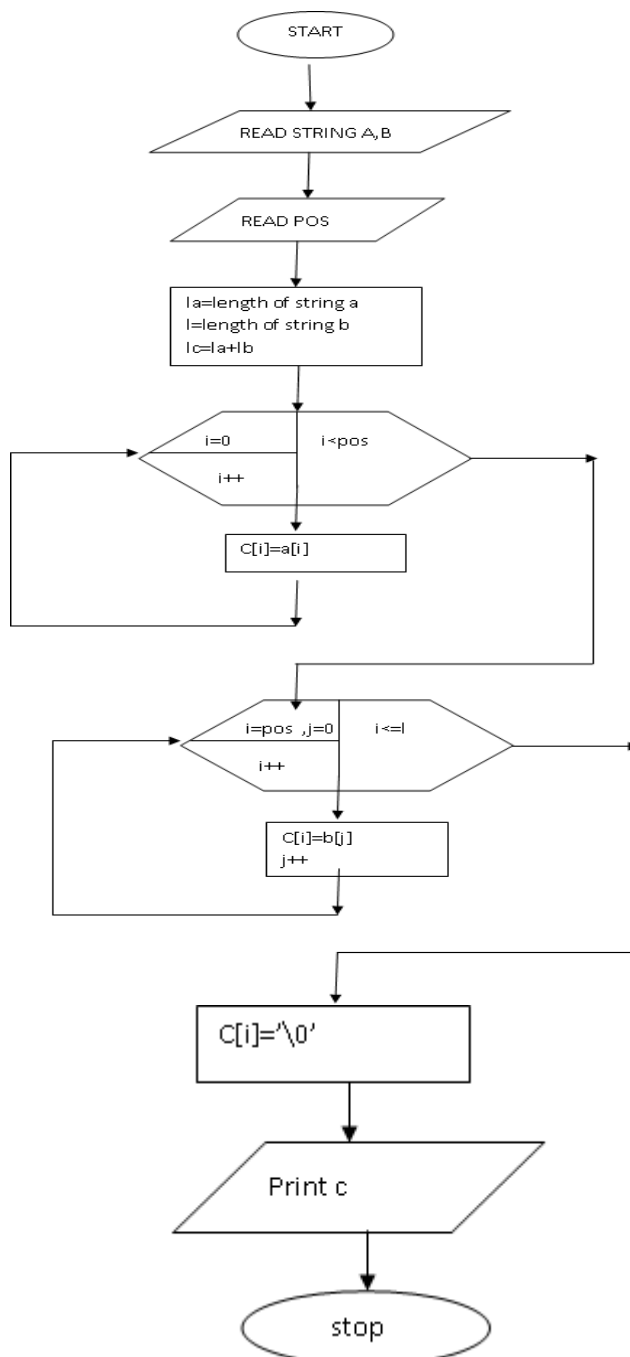 START
READ STRING A,B
READ POS
la=length of string a
l=length of string b
lc=la+lb
i=0
i<pos
i++
C[i]=a[i]
i=pos ,j=0
i<=l
i++
C[i]=b[j]
j++
C[i]=’\0’
Print c
stop